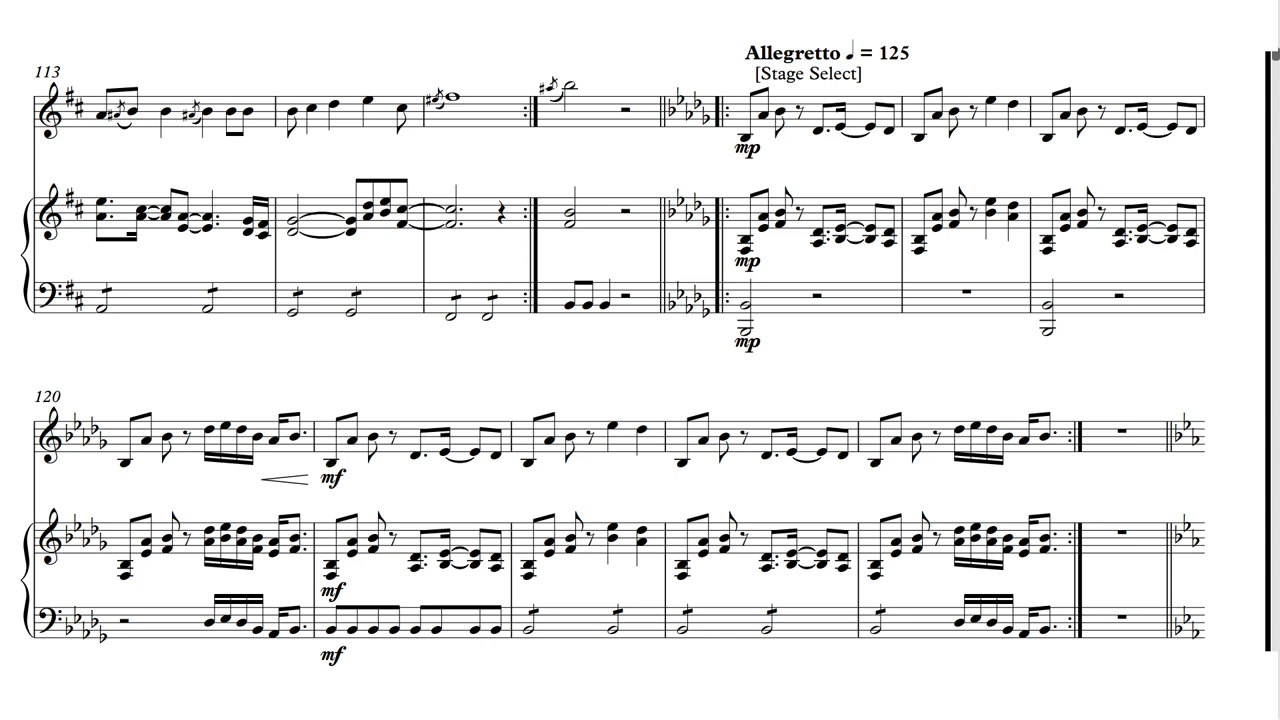 Allegretto ♩ = 125
113
[Stage Select]
mp
mp
mp
120
mf
mf
mf